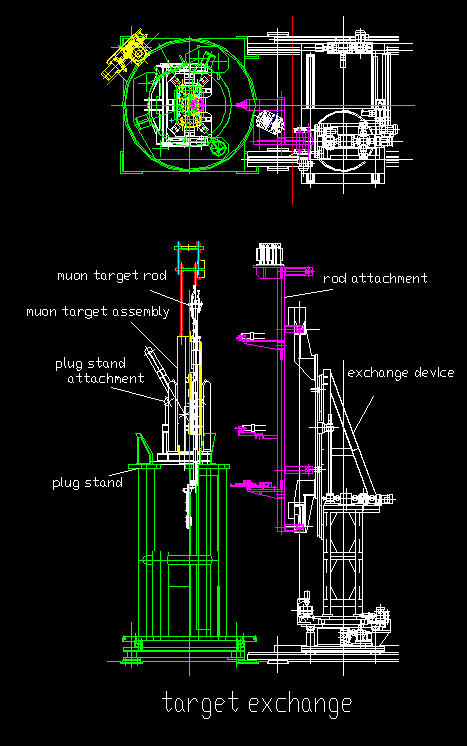 muon target rod
rod attachment
muon target assembly
plug stand
attachment
exchange device
plug stand
target exchange